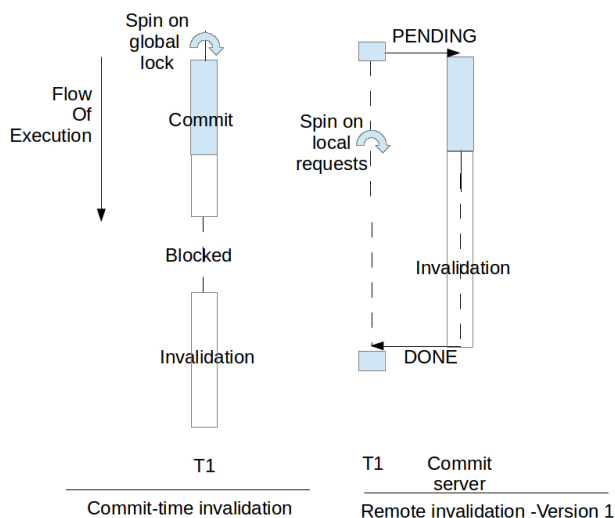 Spin on
global
lock
Flow
Of
Execution
Commit
Blocked
Invalidation
T1
Commit-time invalidation
PENDING
Spin on
local
requests
Invalidation
DONE
T1
Commit
server
Remote invalidation -Version 1